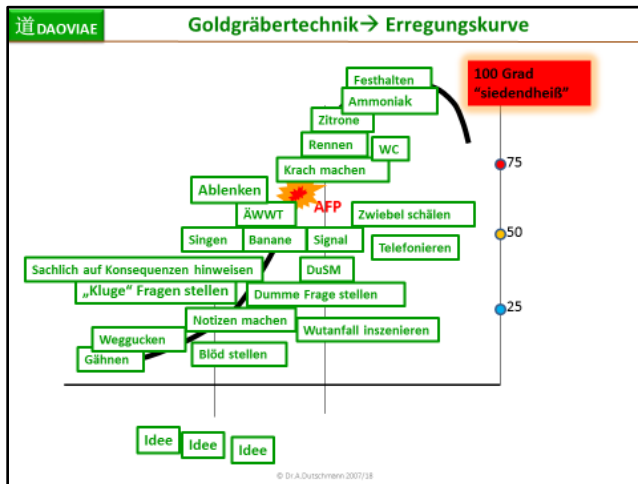 道 DAOVIAE
Goldgräbertechnik→ Erregungskurve
Festhalten
100 Grad
"siedendheiß"
Ammoniak
Zitrone
Rennen
WC
75
Krach machen
Ablenken
AFP
ÄWWT
Zwiebel schälen
50
Singen
Banane
Signal
Telefonieren
Sachlich auf Konsequenzen hinweisen
DuSM
„Kluge“ Fragen stellen
Dumme Frage stellen
25
Notizen machen
Wutanfall inszenieren
Weggucken
Blöd stellen
Gähnen
Idee
Idee
Idee
© Dr.A.Dutschmann 2007/18